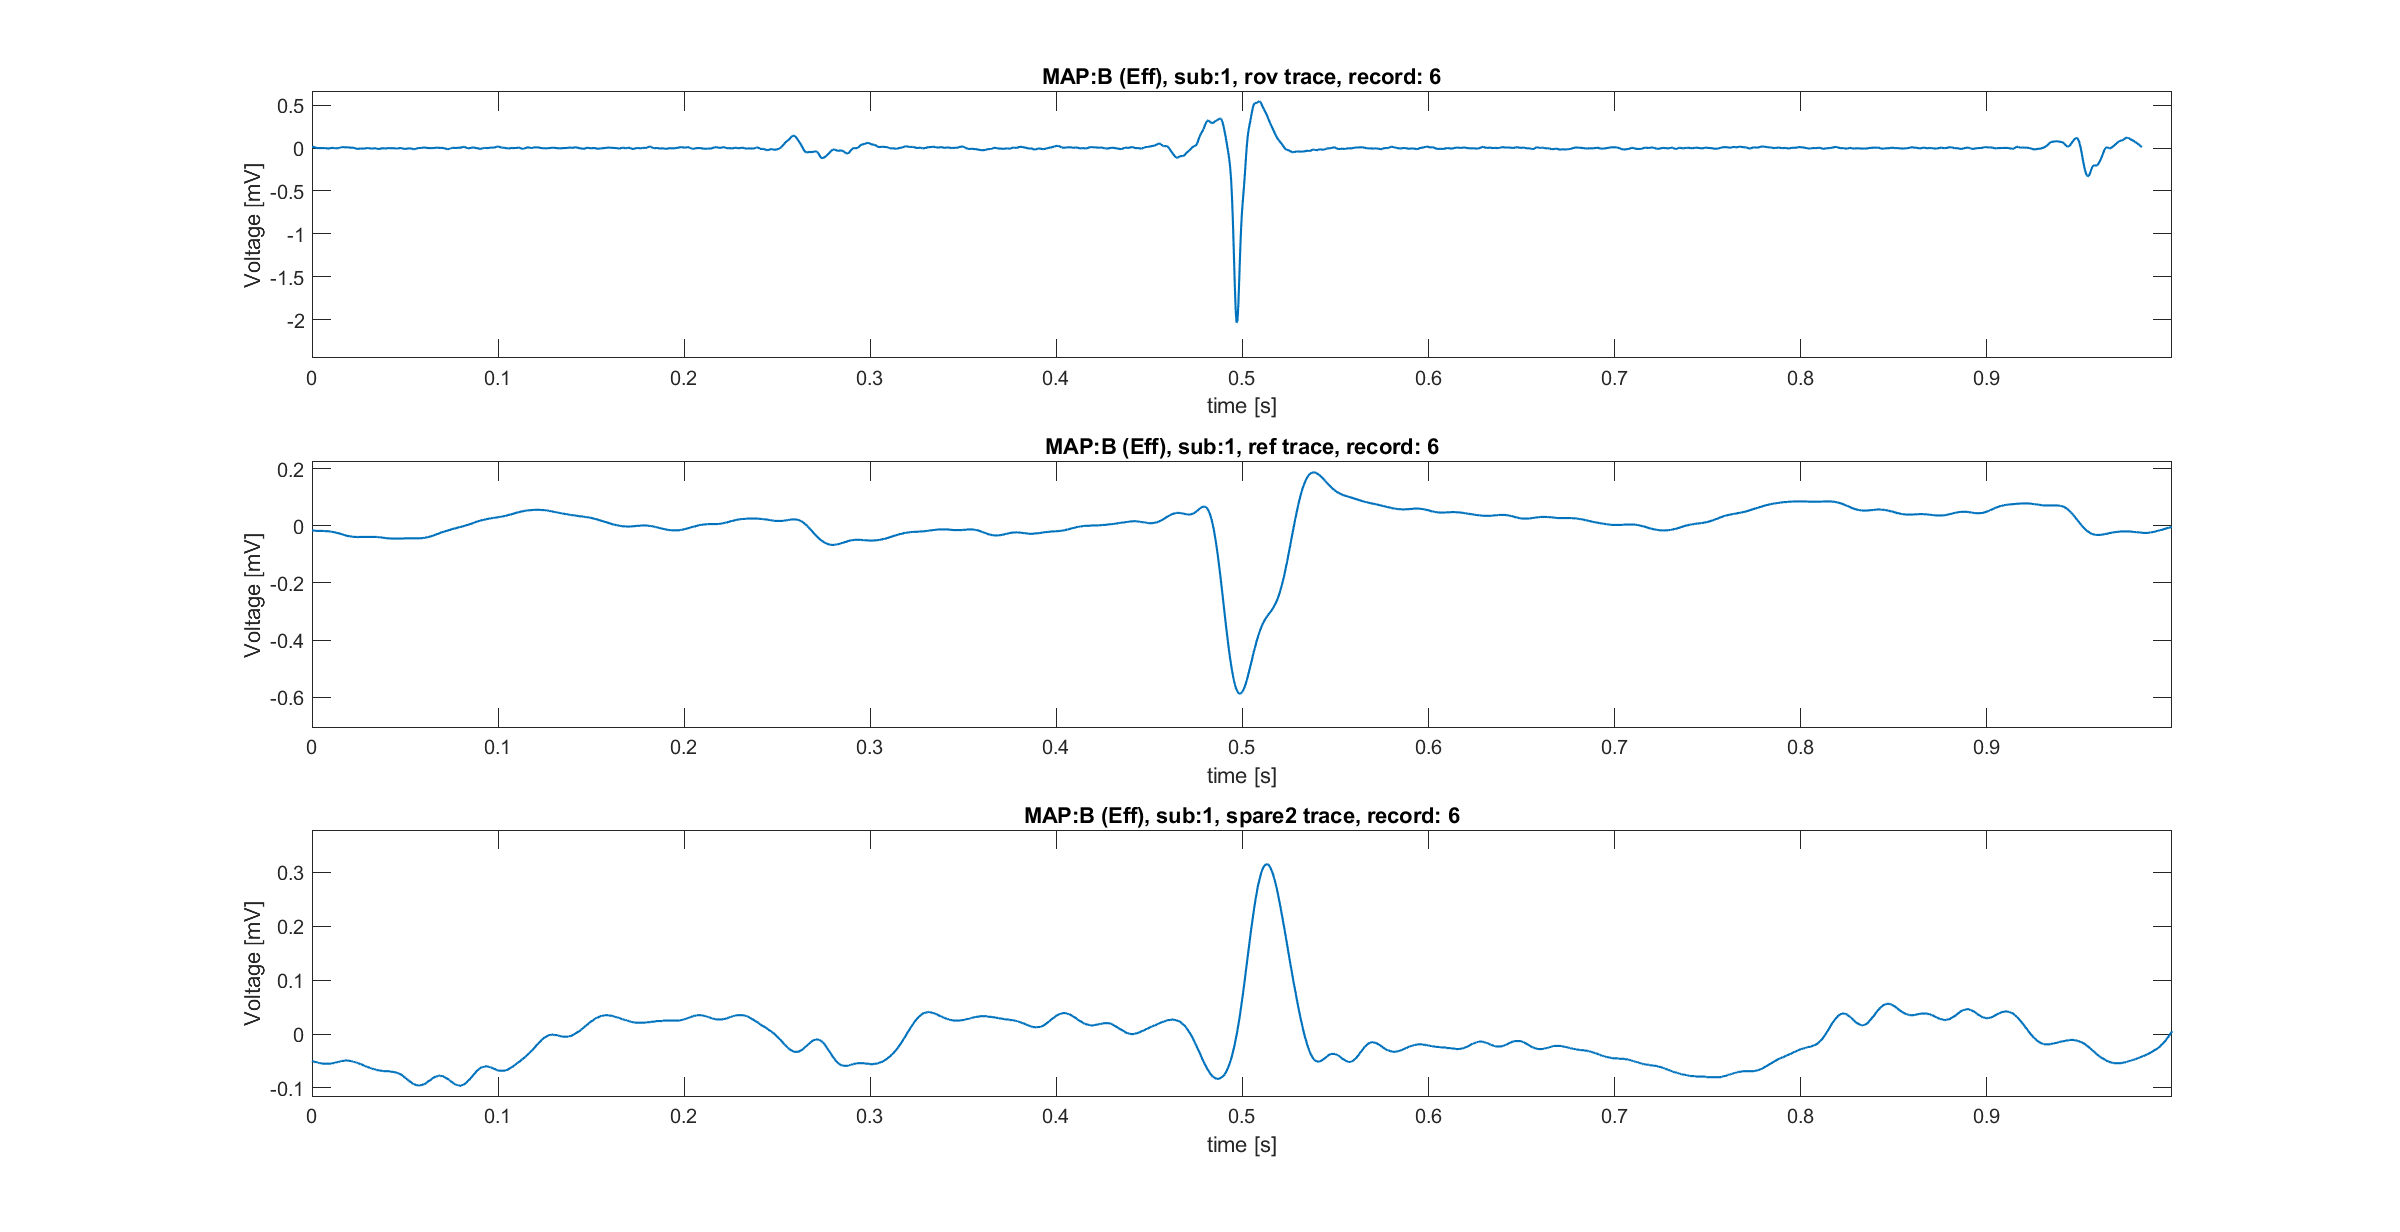 MAP:B (Eff), sub:1, rov trace, record: 6
0.5
0
-0.5
-1
-1.5
-2
Voltage [mV]
0 0.1 0.2 0.3 0.4 0.5 0.6 0.7 0.8 0.9
time [s]
MAP:B (Eff), sub:1, ref trace, record: 6
0.2
0
-0.2
-0.4
-0.6
Voltage [mV]
0 0.1 0.2 0.3 0.4 0.5 0.6 0.7 0.8 0.9
time [s]
MAP:B (Eff), sub:1, spare2 trace, record: 6
0.3
0.2
0.1
0
-0.1
Voltage [mV]
0 0.1 0.2 0.3 0.4 0.5 0.6 0.7 0.8 0.9
time [s]